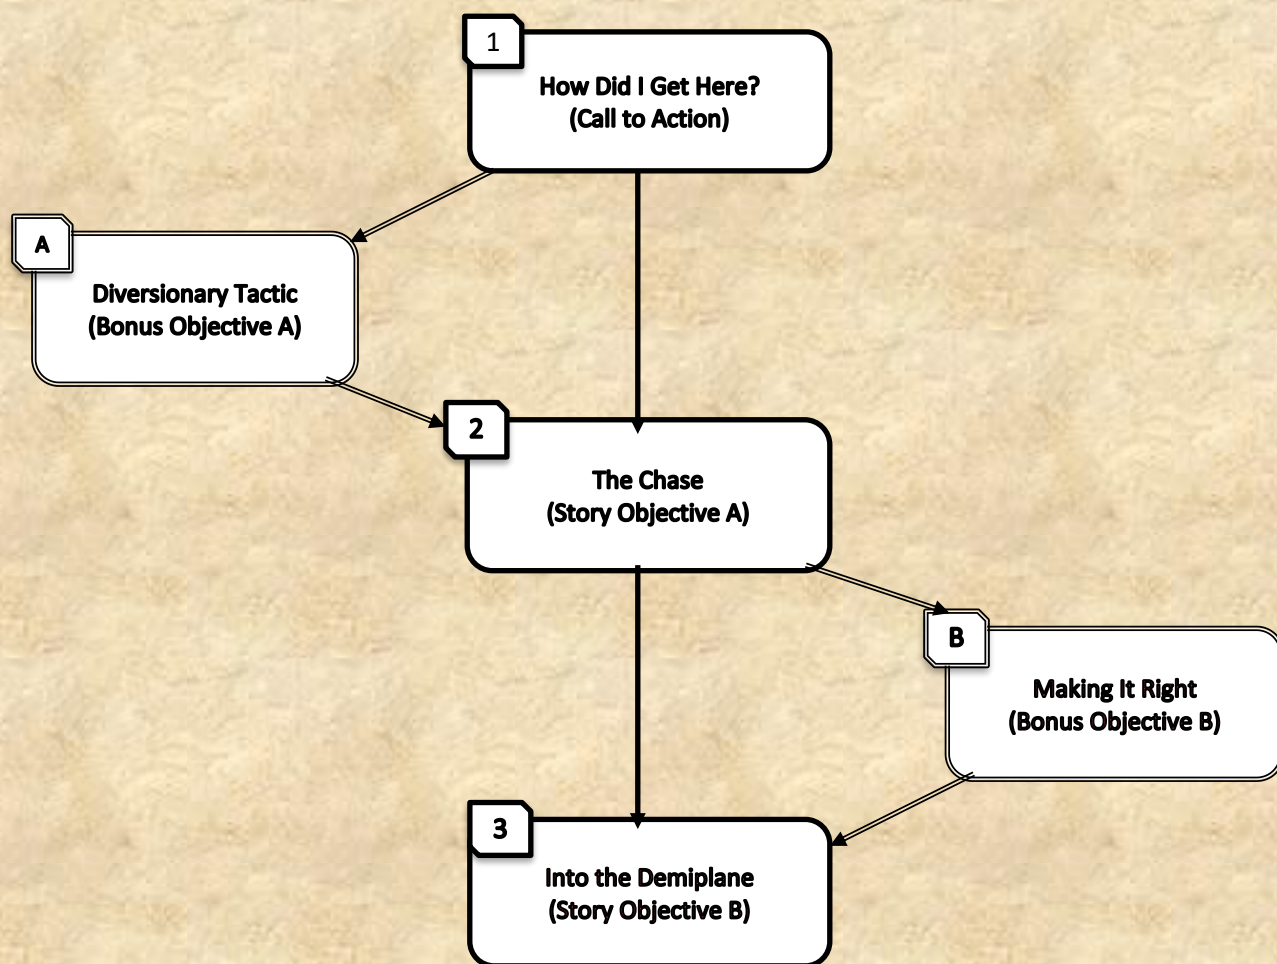 1
How Did I Get Here?
(Call to Action)
A
Diversionary Tactic
(Bonus Objective A)
2
The Chase
(Story Objective A)
B
Making It Right
(Bonus Objective B)
3
Into the Demiplane
(Story Objective B)